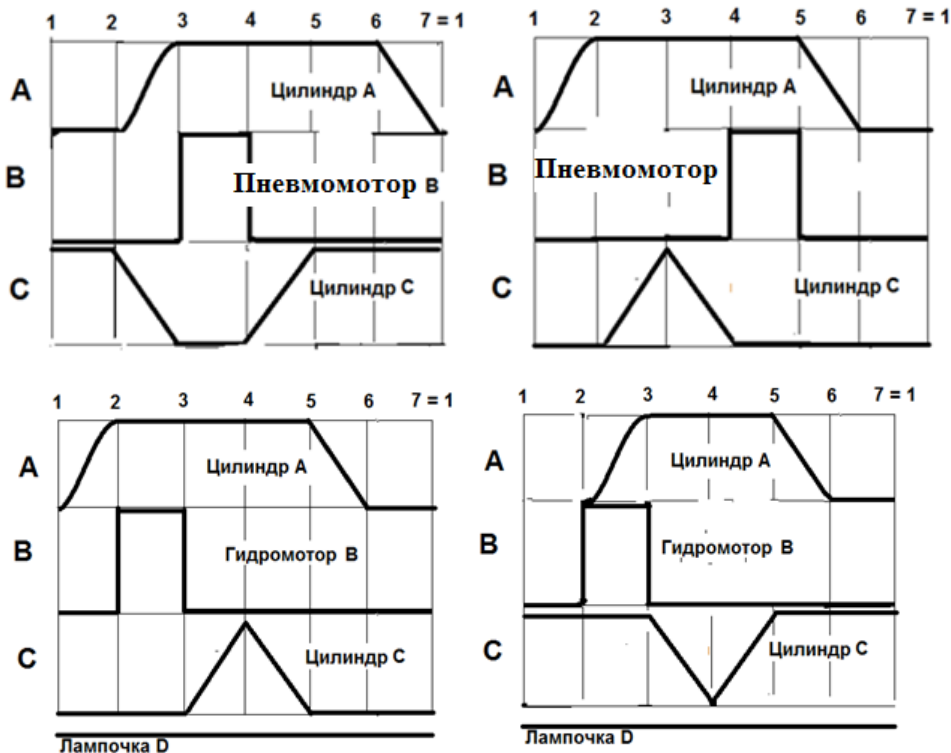 1 2 3 4 5 6 7 = 1
A Цилиндр A
B Пневмомотор B
C Цилиндр C
1 2 3 4 5 6 7 = 1
A Цилиндр A
B Пневмомотор
C Цилиндр C
1 2 3 4 5 6 7 = 1
A Цилиндр A
B Гидромотор B
C Цилиндр C
Лампочка D
1 2 3 4 5 6 7 = 1
A Цилиндр A
B Гидромотор B
C Цилиндр C